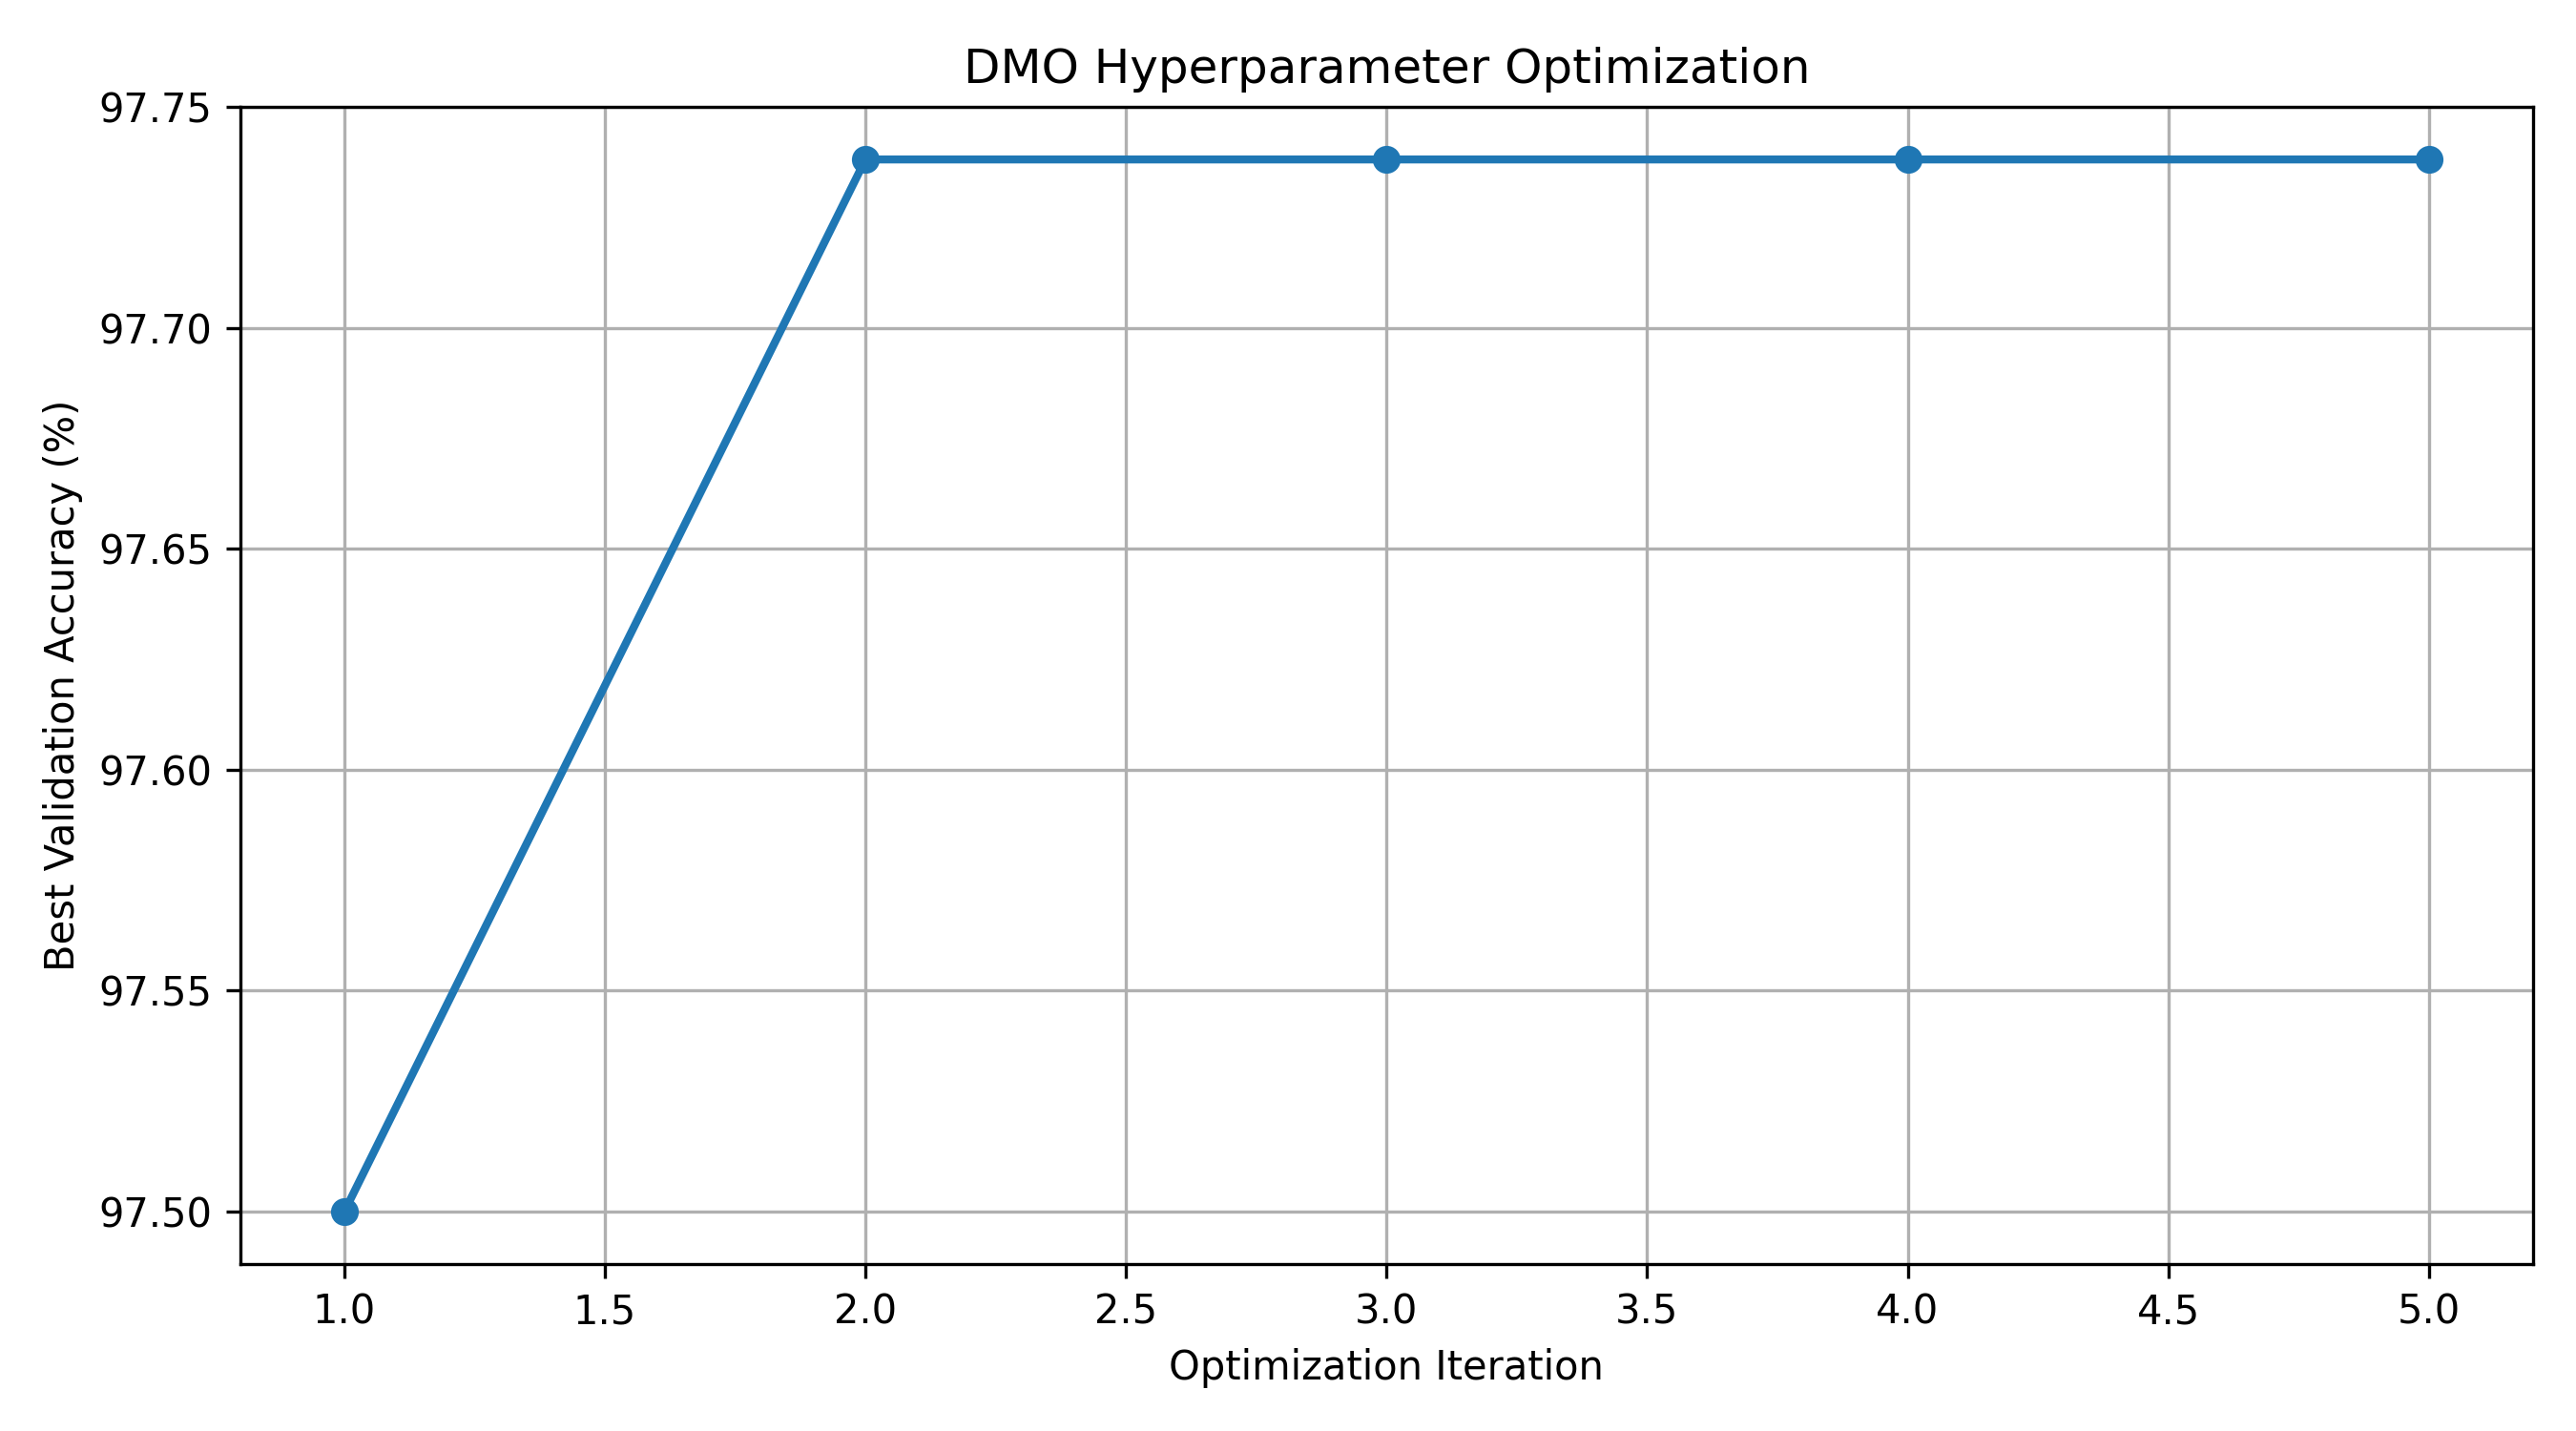 DMO Hyperparameter Optimization
97.75
97.70
97.65
97.60
97.55
97.50
Best Validation Accuracy (%)
1.0 1.5 2.0 2.5 3.0 3.5 4.0 4.5 5.0
Optimization Iteration